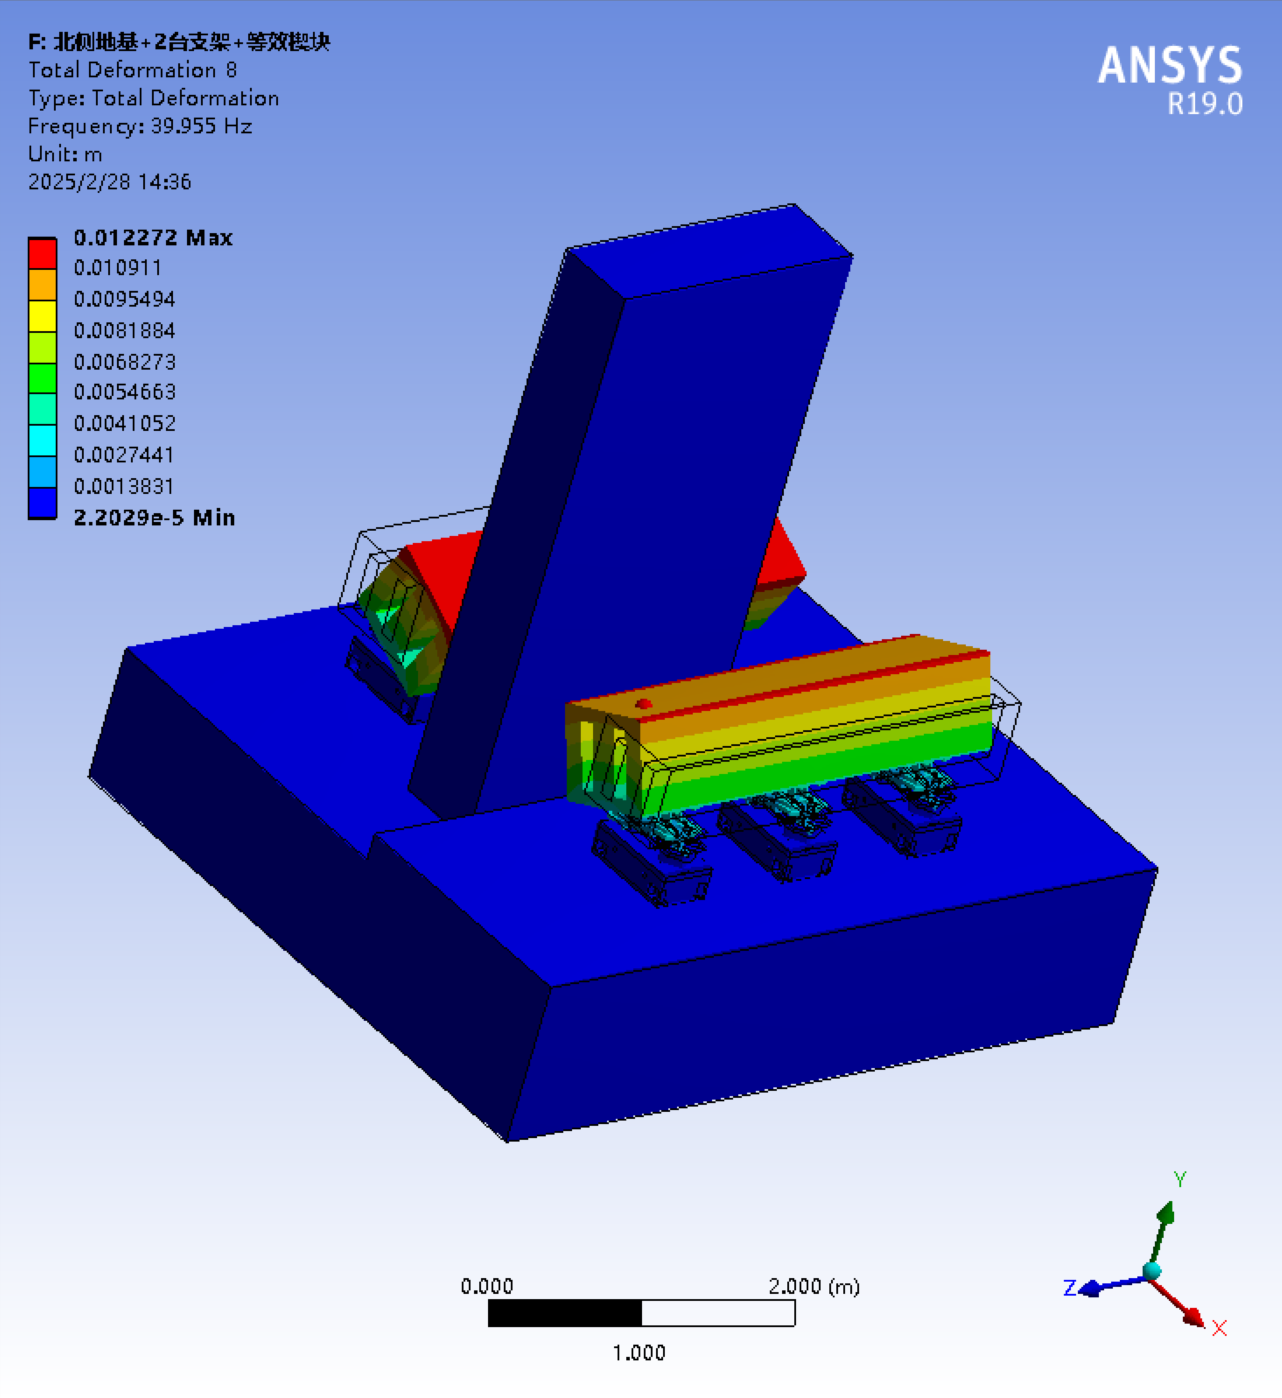 F: 北侧地基+2台支架+等效楔块
Total Deformation 8
Type: Total Deformation
Frequency: 39.955 Hz
Unit: m
2025/2/28 14:36
ANSYS
R19.0
0.012272 Max
0.010911
0.0095494
0.0081884
0.0068273
0.0054663
0.0041052
0.0027441
0.0013831
2.2029e-5 Min
Y
Z
X
0.000
2.000 (m)
1.000